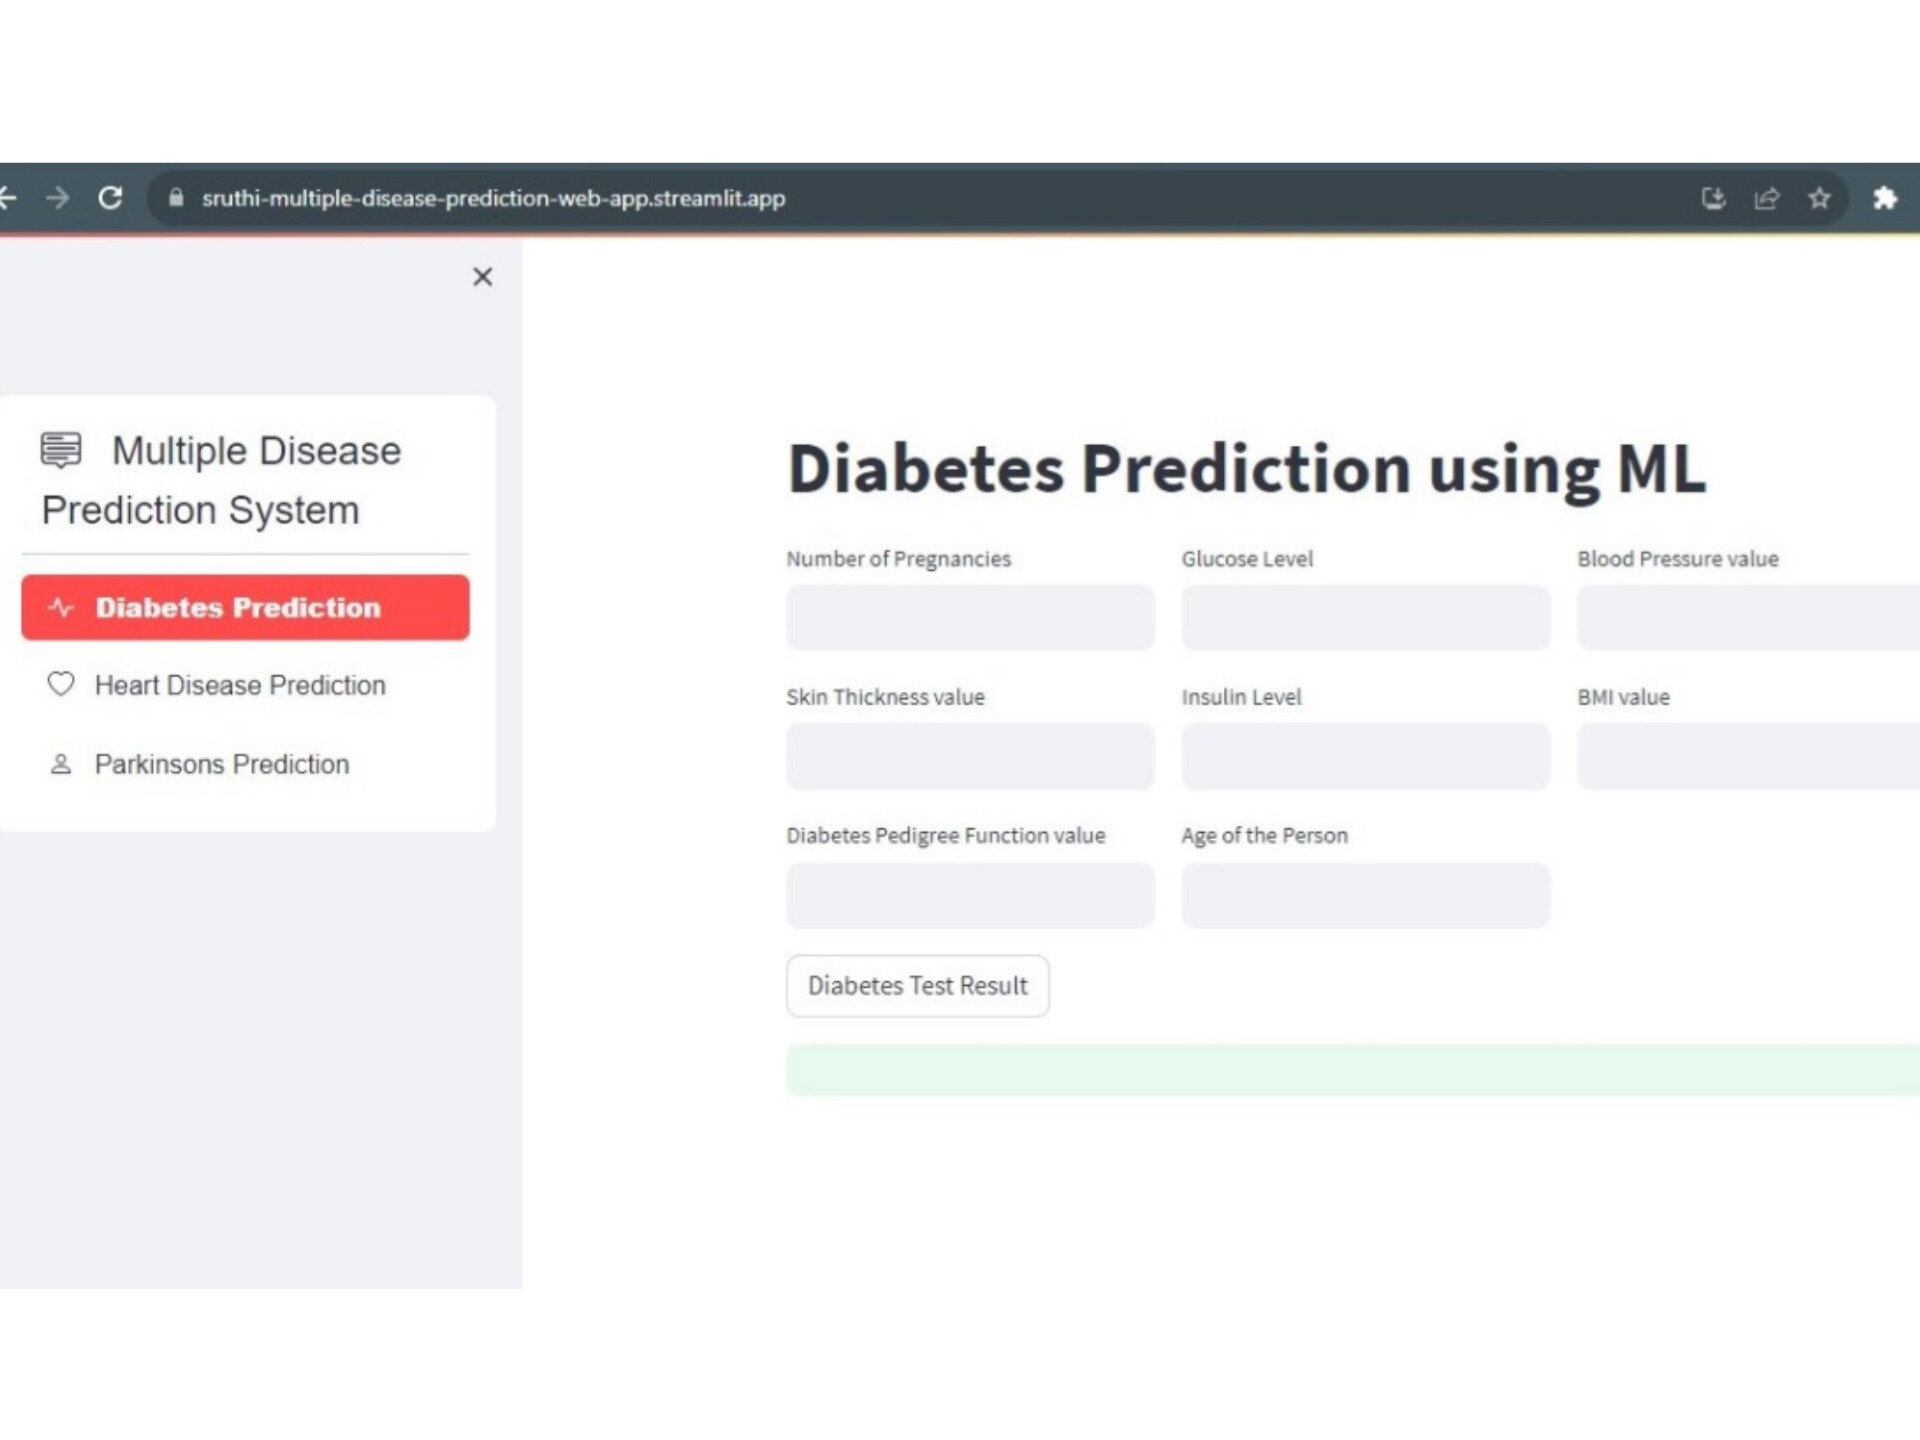 sruthi-multiple-disease-prediction-web-app.streamlit.app
Multiple Disease
Prediction System
Diabetes Prediction
Heart Disease Prediction
Parkinsons Prediction
Diabetes Prediction using ML
Number of Pregnancies
Glucose Level
Blood Pressure value
Skin Thickness value
Insulin Level
BMI value
Diabetes Pedigree Function value
Age of the Person
Diabetes Test Result